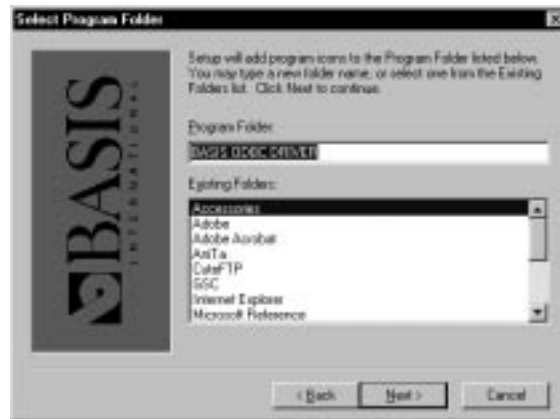 Select Program Folder
BASIS
INTERNATIONAL
Setup will add program icons to the Program Folder listed below.
You may type a new folder name, or select one from the Existing
Folders list. Click Next to continue.
Program Folder:
BASIS ODBC DRIVER
Existing Folders:
Accessories
Adobe
Adobe Acrobat
AniTa
CuteFTP
GSC
Internet Explorer
Microsoft Reference
< Back
Next >
Cancel